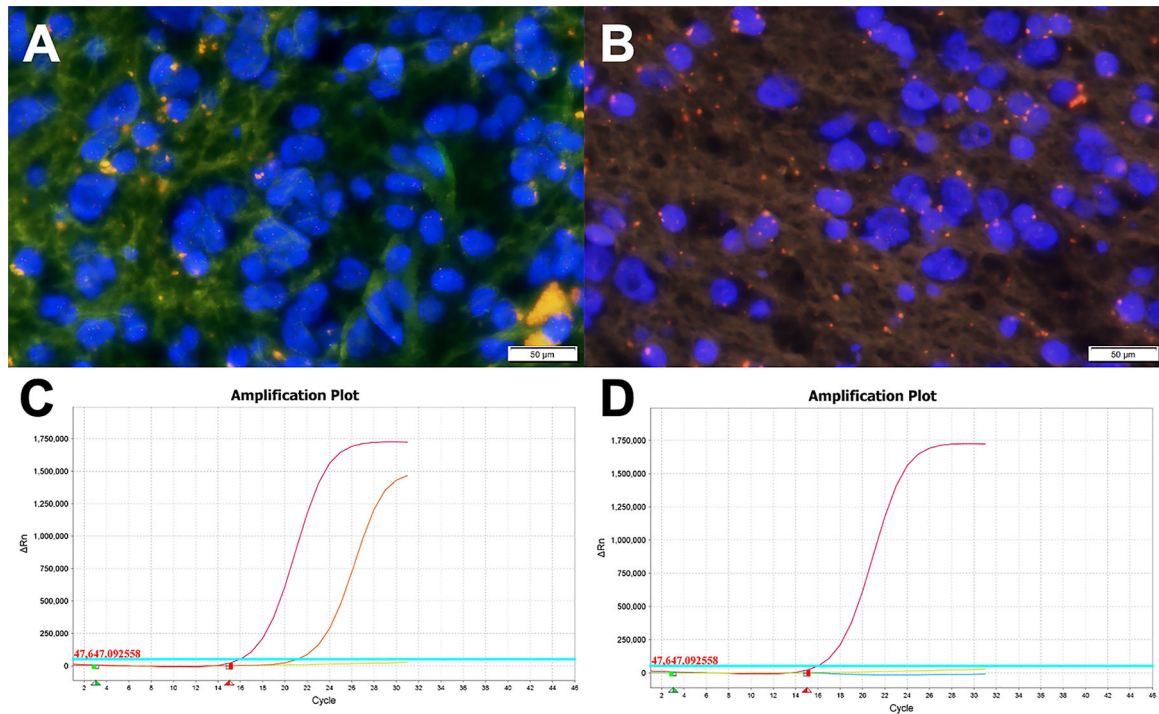 A
B
50 µm
50 µm
C
Amplification Plot
1,750,000
1,500,000
1,250,000
1,000,000
750,000
500,000
250,000
0
ΔRn
47,647.092558
2 4 6 8 10 12 14 16 18 20 22 24 26 28 30 32 34 36 38 40 42 44 45
Cycle
D
Amplification Plot
1,750,000
1,500,000
1,250,000
1,000,000
750,000
500,000
250,000
0
ΔRn
47,647.092558
2 4 6 8 10 12 14 16 18 20 22 24 26 28 30 32 34 36 38 40 42 44 46
Cycle